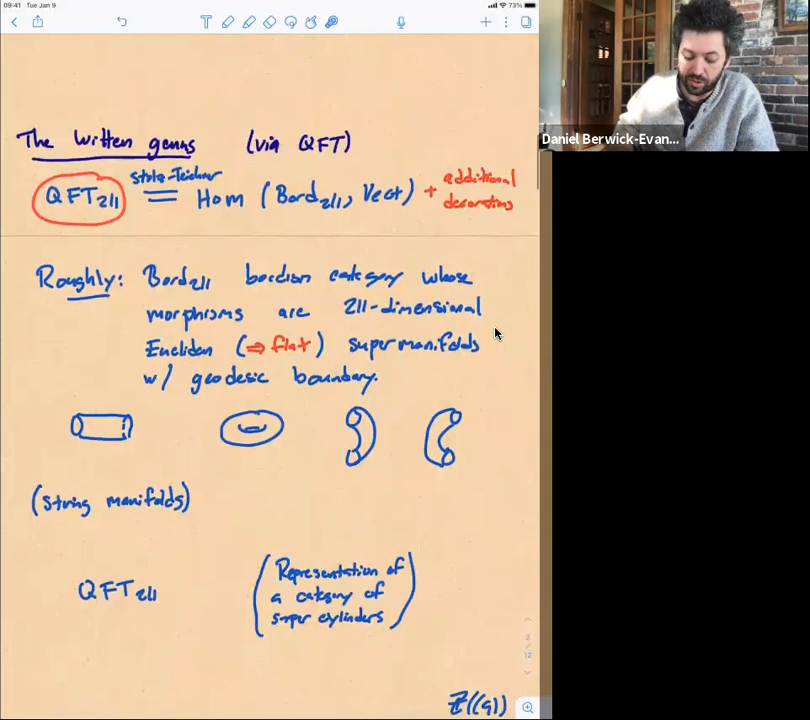 09:41 Tue Jan 9
73%
The Witten genus (via QFT)
QFT2|1 Stolz-Teichner = Hom (Bord2|1, Vect) + additional decorations
Roughly: Bord2|1 bordism category whose
morphisms are 2|1-dimensional
Euclidean (⇒ flat) supermanifolds
w/ geodesic boundary.
(string manifolds)
QFT2|1
(Representation of
a category of
super cylinders)
Z((q))
2
12
Daniel Berwick-Evan...